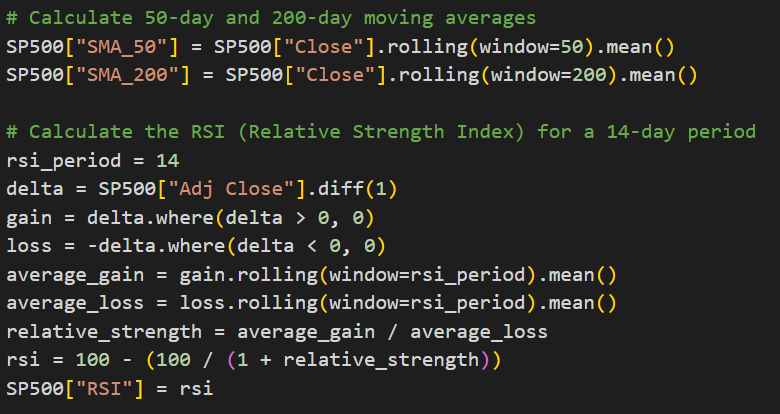 # Calculate 50-day and 200-day moving averages
SP500["SMA_50"] = SP500["Close"].rolling(window=50).mean()
SP500["SMA_200"] = SP500["Close"].rolling(window=200).mean()

# Calculate the RSI (Relative Strength Index) for a 14-day period
rsi_period = 14
delta = SP500["Adj Close"].diff(1)
gain = delta.where(delta > 0, 0)
loss = -delta.where(delta < 0, 0)
average_gain = gain.rolling(window=rsi_period).mean()
average_loss = loss.rolling(window=rsi_period).mean()
relative_strength = average_gain / average_loss
rsi = 100 - (100 / (1 + relative_strength))
SP500["RSI"] = rsi